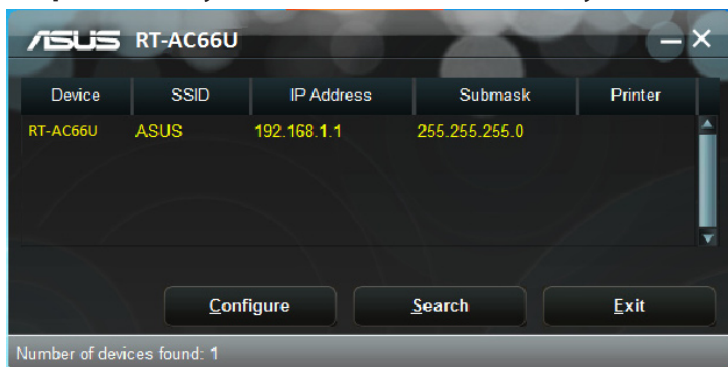 ASUS RT-AC66U
Device SSID IP Address Submask Printer
RT-AC66U ASUS 192.168.1.1 255.255.255.0
Configure Search Exit
Number of devices found: 1